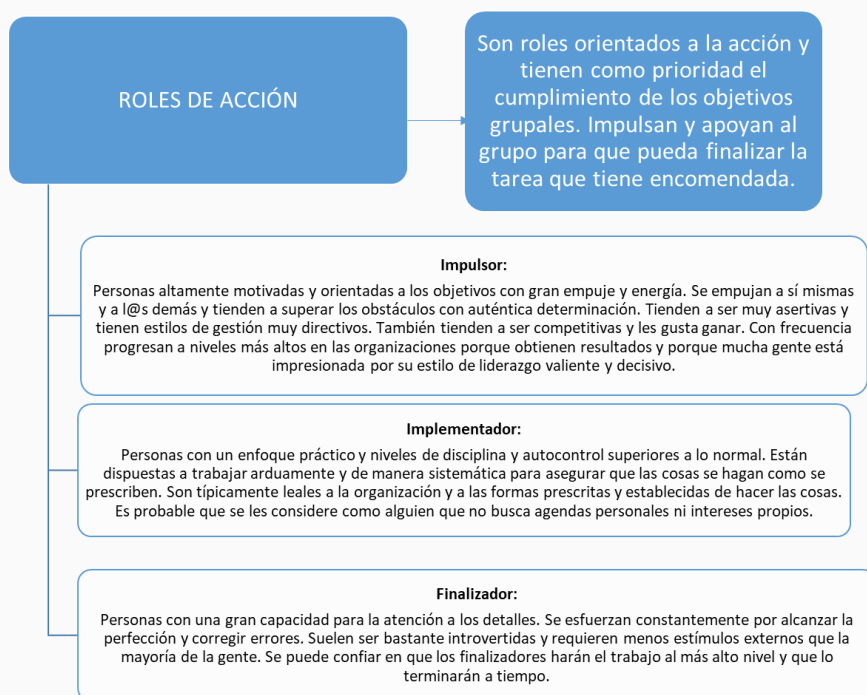 ROLES DE ACCIÓN
Son roles orientados a la acción y
tienen como prioridad el
cumplimiento de los objetivos
grupales. Impulsan y apoyan al
grupo para que pueda finalizar la
tarea que tiene encomendada.
Impulsor:
Personas altamente motivadas y orientadas a los objetivos con gran empuje y energía. Se empujan a sí mismas
y a l@s demás y tienden a superar los obstáculos con auténtica determinación. Tienden a ser muy asertivas y
tienen estilos de gestión muy directivos. También tienden a ser competitivas y les gusta ganar. Con frecuencia
progresan a niveles más altos en las organizaciones porque obtienen resultados y porque mucha gente está
impresionada por su estilo de liderazgo valiente y decisivo.
Implementador:
Personas con un enfoque práctico y niveles de disciplina y autocontrol superiores a lo normal. Están
dispuestas a trabajar arduamente y de manera sistemática para asegurar que las cosas se hagan como se
prescriben. Son típicamente leales a la organización y a las formas prescritas y establecidas de hacer las cosas.
Es probable que se les considere como alguien que no busca agendas personales ni intereses propios.
Finalizador:
Personas con una gran capacidad para la atención a los detalles. Se esfuerzan constantemente por alcanzar la
perfección y corregir errores. Suelen ser bastante introvertidas y requieren menos estímulos externos que la
mayoría de la gente. Se puede confiar en que los finalizadores harán el trabajo al más alto nivel y que lo
terminarán a tiempo.